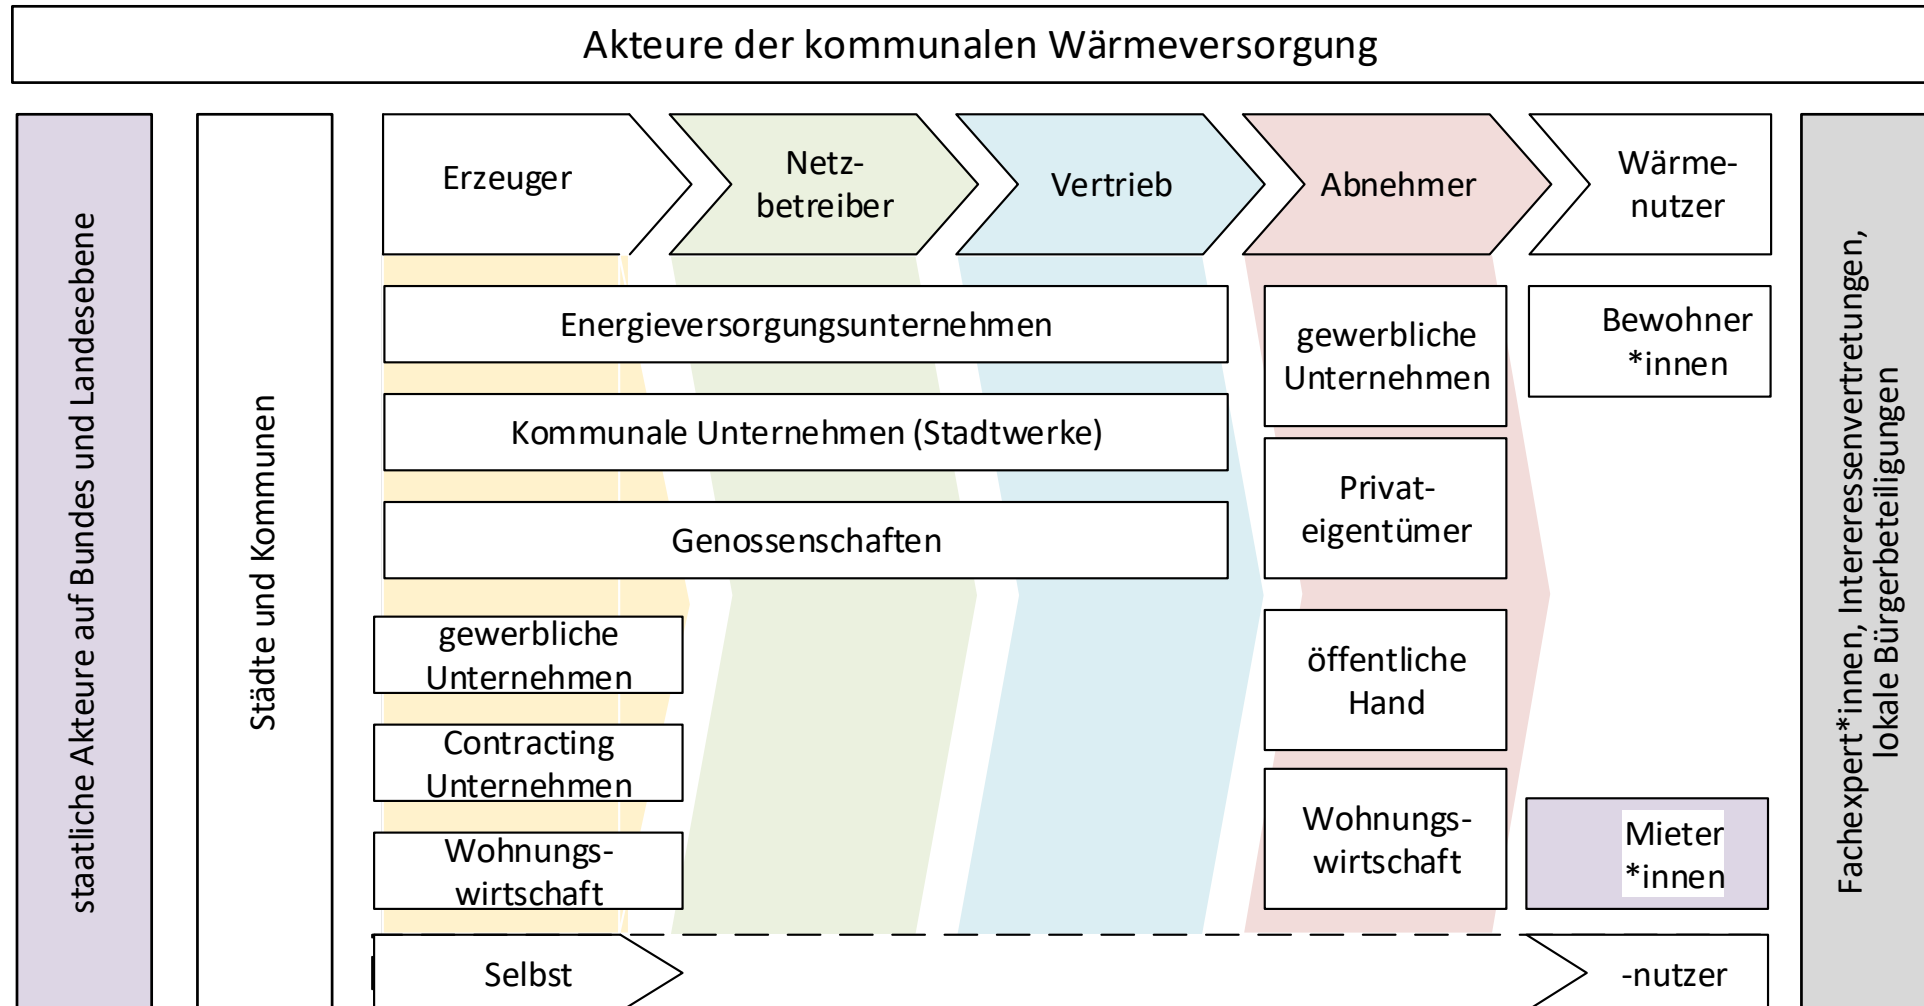 Akteure der kommunalen Wärmeversorgung
staatliche Akteure auf Bundes und Landesebene
Städte und Kommunen
Erzeuger
Netz-
betreiber
Vertrieb
Abnehmer
Wärme-
nutzer
Energieversorgungsunternehmen
Kommunale Unternehmen (Stadtwerke)
Genossenschaften
gewerbliche
Unternehmen
Contracting
Unternehmen
Wohnungs-
wirtschaft
gewerbliche
Unternehmen
Privat-
eigentümer
öffentliche
Hand
Wohnungs-
wirtschaft
Bewohner
*innen
Mieter
*innen
Selbst
-nutzer
Fachexpert*innen, Interessenvertretungen,
lokale Bürgerbeteiligungen